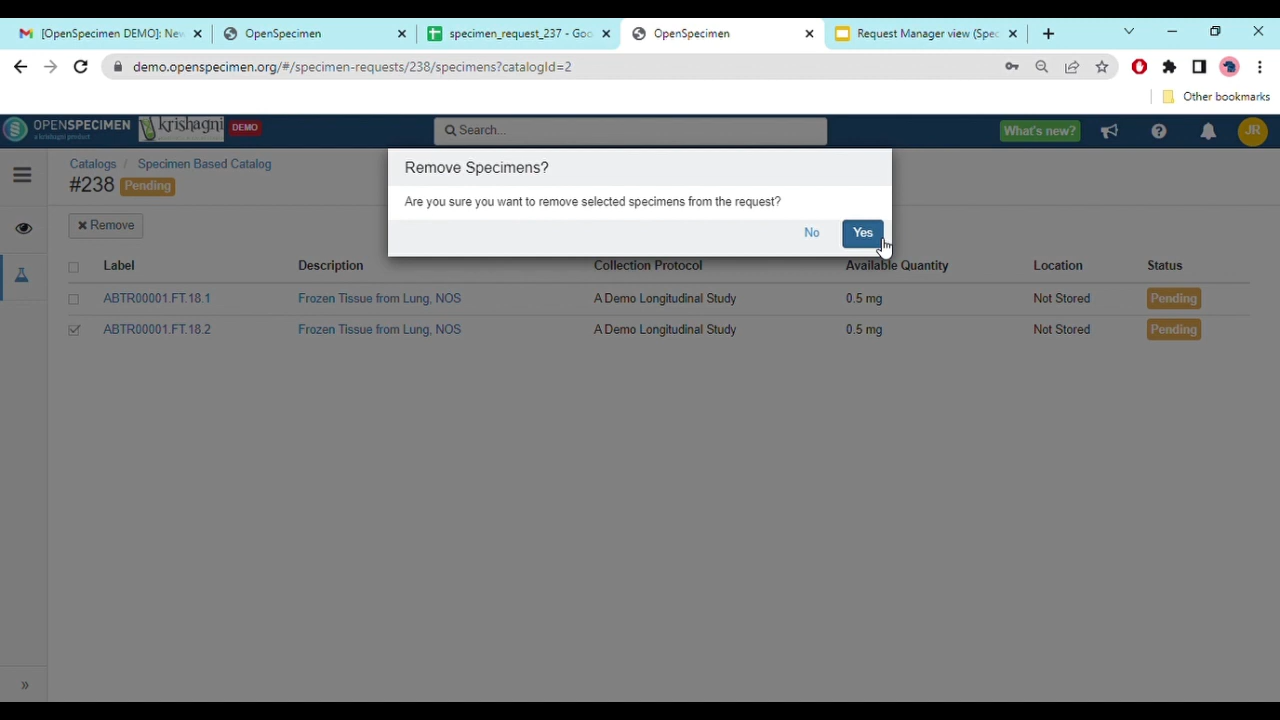 [OpenSpecimen DEMO]: Nev
OpenSpecimen
specimen_request_237 - Goo
OpenSpecimen
Request Manager view (Spec
demo.openspecimen.org/#/specimen-requests/238/specimens?catalogId=2
Other bookmarks
OPENSPECIMEN
krishagni
DEMO
Search...
What's new?
JR
Catalogs / Specimen Based Catalog
#238 Pending
Remove Specimens?
Are you sure you want to remove selected specimens from the request?
No
Yes
Remove
Label Description Collection Protocol Available Quantity Location Status
ABTR00001.FT.18.1 Frozen Tissue from Lung, NOS A Demo Longitudinal Study 0.5 mg Not Stored Pending
ABTR00001.FT.18.2 Frozen Tissue from Lung, NOS A Demo Longitudinal Study 0.5 mg Not Stored Pending